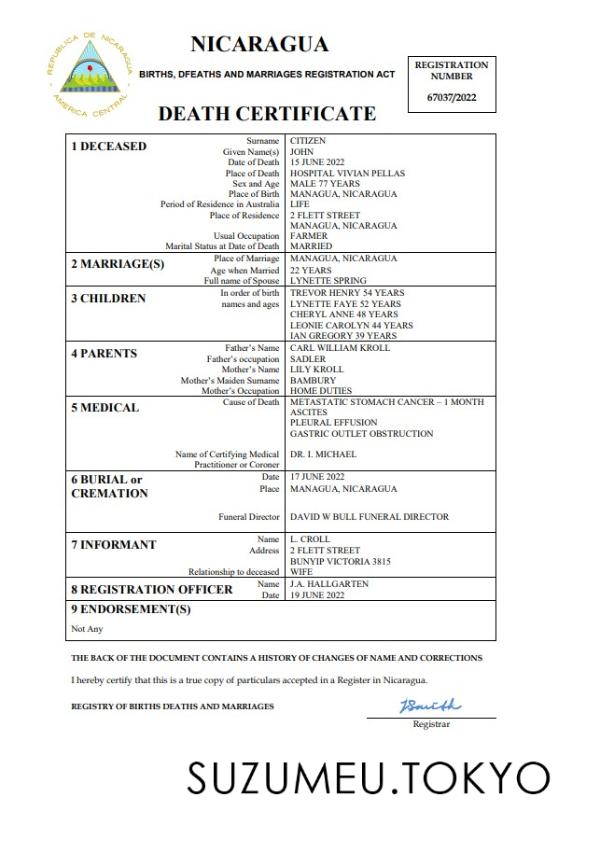 REPUBLICA DE NICARAGUA
AMERICA CENTRAL
NICARAGUA
BIRTHS, DFEATHS AND MARRIAGES REGISTRATION ACT
DEATH CERTIFICATE
REGISTRATION
NUMBER
67037/2022
1 DECEASED
Surname CITIZEN
Given Name(s) JOHN
Date of Death 15 JUNE 2022
Place of Death HOSPITAL VIVIAN PELLAS
Sex and Age MALE 77 YEARS
Place of Birth MANAGUA, NICARAGUA
Period of Residence in Australia LIFE
Place of Residence 2 FLETT STREET
MANAGUA, NICARAGUA
Usual Occupation FARMER
Marital Status at Date of Death MARRIED
2 MARRIAGE(S)
Place of Marriage MANAGUA, NICARAGUA
Age when Married 22 YEARS
Full name of Spouse LYNETTE SPRING
3 CHILDREN
In order of birth TREVOR HENRY 54 YEARS
names and ages LYNETTE FAYE 52 YEARS
CHERYL ANNE 48 YEARS
LEONIE CAROLYN 44 YEARS
IAN GREGORY 39 YEARS
4 PARENTS
Father's Name CARL WILLIAM KROLL
Father's occupation SADLER
Mother's Name LILY KROLL
Mother's Maiden Surname BAMBURY
Mother's Occupation HOME DUTIES
5 MEDICAL
Cause of Death METASTATIC STOMACH CANCER – 1 MONTH
ASCITES
PLEURAL EFFUSION
GASTRIC OUTLET OBSTRUCTION
Name of Certifying Medical DR. I. MICHAEL
Practitioner or Coroner
6 BURIAL or
CREMATION
Date 17 JUNE 2022
Place MANAGUA, NICARAGUA
Funeral Director DAVID W BULL FUNERAL DIRECTOR
7 INFORMANT
Name L. CROLL
Address 2 FLETT STREET
BUNYIP VICTORIA 3815
Relationship to deceased WIFE
8 REGISTRATION OFFICER
Name J.A. HALLGARTEN
Date 19 JUNE 2022
9 ENDORSEMENT(S)
Not Any
THE BACK OF THE DOCUMENT CONTAINS A HISTORY OF CHANGES OF NAME AND CORRECTIONS
I hereby certify that this is a true copy of particulars accepted in a Register in Nicaragua.
REGISTRY OF BIRTHS DEATHS AND MARRIAGES
JSmith
Registrar
SUZUMEU.TOKYO